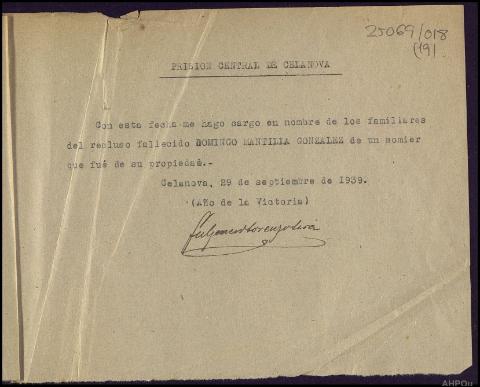 25069/018
(19)
PRISION CENTRAL DE CELANOVA
Con esta fecha me hago cargo en nombre de los familiares
del recluso fallecido DOMINGO MANTILLA GONZALEZ de un somier
que fué de su propiedad.-
Celanova, 29 de septiembre de 1939.
(Año de la Victoria)
AHPOu